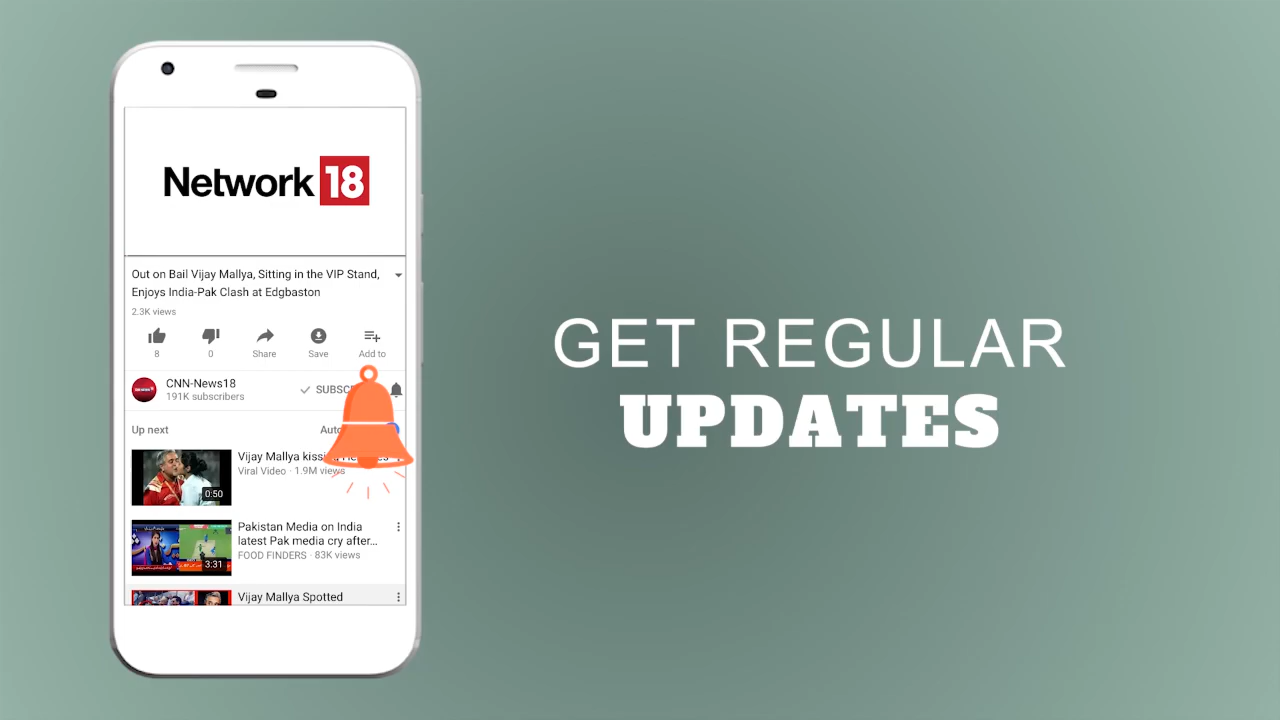 Network 18
Out on Bail Vijay Mallya, Sitting in the VIP Stand,
Enjoys India-Pak Clash at Edgbaston
2.3K views
8
0
Share
Save
Add to
CNN-News18
191K subscribers
Up next
Vijay Mallya
Viral Video · 1.9M views
0:50
Pakistan Media on India
latest Pak media cry after...
FOOD FINDERS · 83K views
3:31
Vijay Mallya Spotted
GET REGULAR
UPDATES